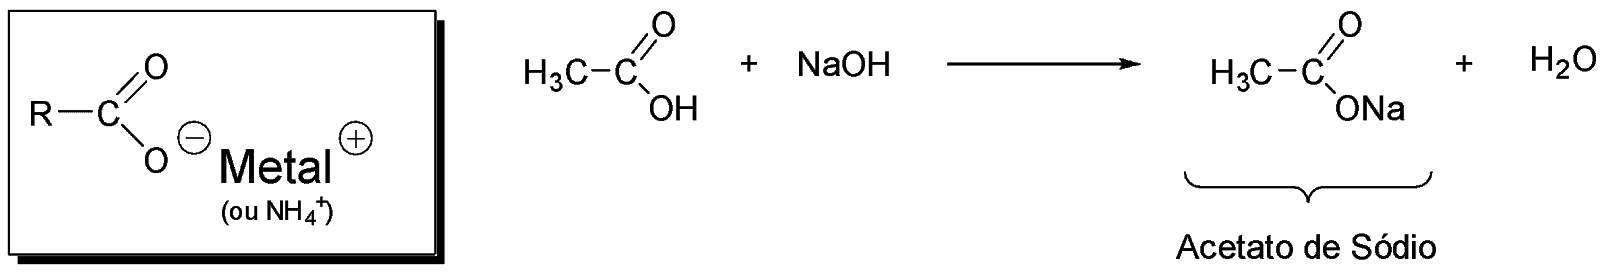 O
R—C
O ⊖ Metal ⊕
(ou NH₄⁺)
O
H₃C–C + NaOH
OH
O
H₃C–C + H₂O
ONa
Acetato de Sódio